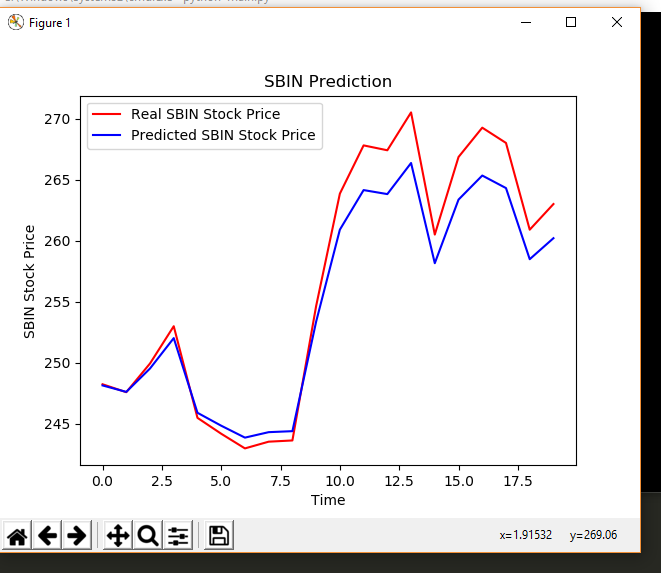 Figure 1
SBIN Prediction
Real SBIN Stock Price
Predicted SBIN Stock Price
270
265
260
255
250
245
SBIN Stock Price
0.0 2.5 5.0 7.5 10.0 12.5 15.0 17.5
Time
x=1.91532 y=269.06